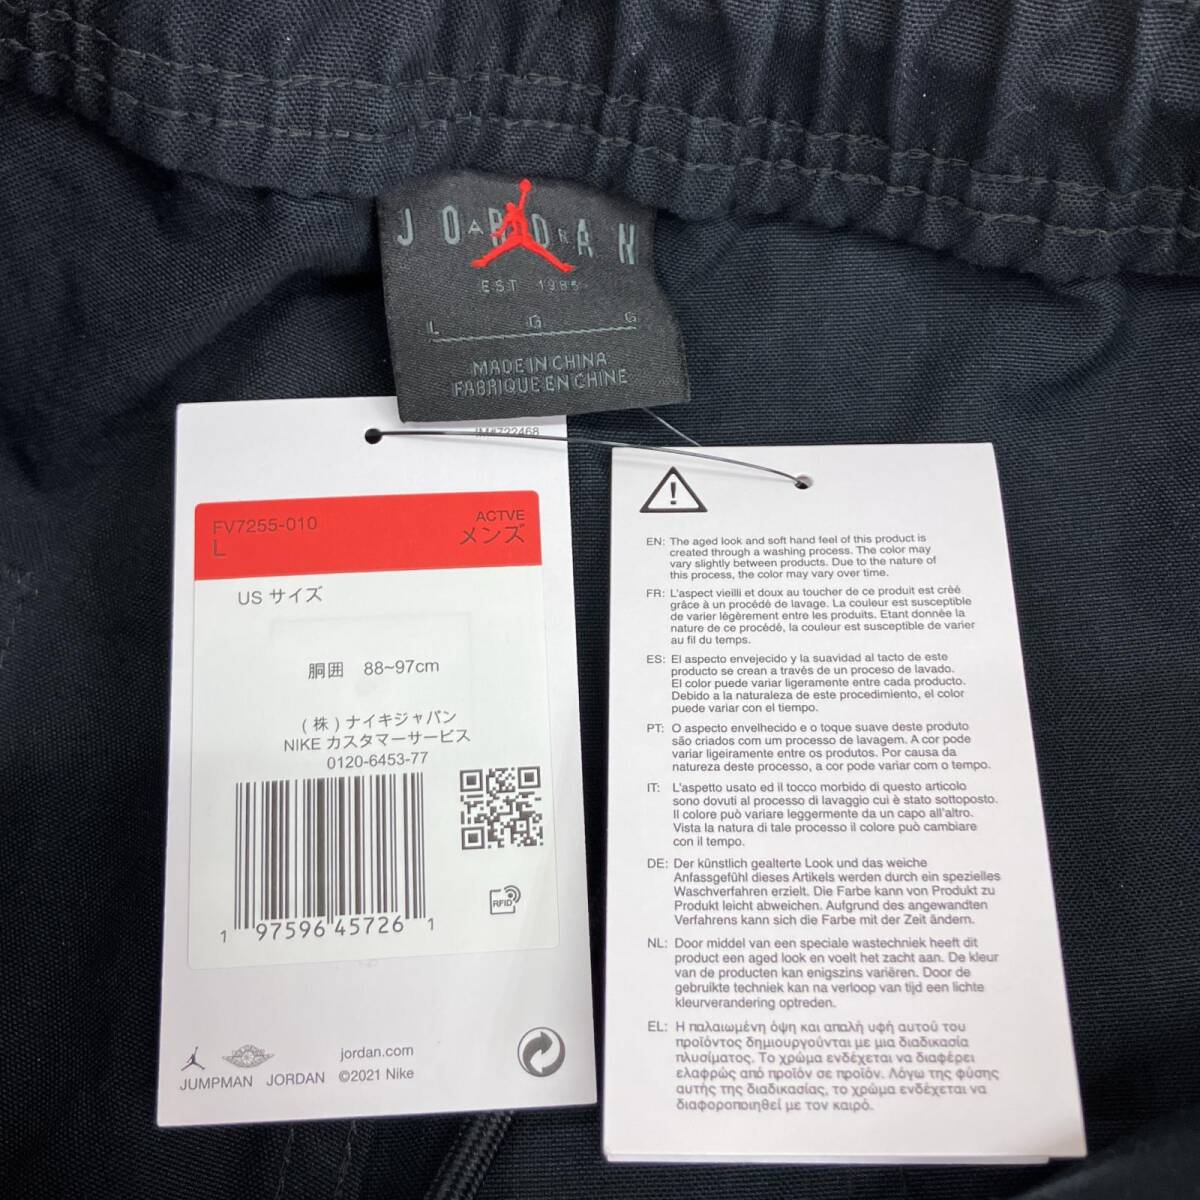 JORDAN
AIR
EST 1985
L G G
MADE IN CHINA
FABRIQUE EN CHINE
IM#722468
FV7255-010
L
ACTVE
メンズ
US サイズ
胴囲 88~97cm
(株)ナイキジャパン
NIKE カスタマーサービス
0120-6453-77
RFID
1 97596 45726 1
JUMPMAN JORDAN
jordan.com
©2021 Nike
EN: The aged look and soft hand feel of this product is
created through a washing process. The color may
vary slightly between products. Due to the nature of
this process, the color may vary over time.
FR: L'aspect vieilli et doux au toucher de ce produit est créé
grâce à un procédé de lavage. La couleur est susceptible
de varier légèrement entre les produits. Etant donnée la
nature de ce procédé, la couleur est susceptible de varier
au fil du temps.
ES: El aspecto envejecido y la suavidad al tacto de este
producto se crean a través de un proceso de lavado.
El color puede variar ligeramente entre cada producto.
Debido a la naturaleza de este procedimiento, el color
puede variar con el tiempo.
PT: O aspecto envelhecido e o toque suave deste produto
são criados com um processo de lavagem. A cor pode
variar ligeiramente entre os produtos. Por causa da
natureza deste processo, a cor pode variar com o tempo.
IT: L'aspetto usato ed il tocco morbido di questo articolo
sono dovuti al processo di lavaggio cui è stato sottoposto.
Il colore può variare leggermente da un capo all'altro.
Vista la natura di tale processo il colore può cambiare
con il tempo.
DE: Der künstlich gealterte Look und das weiche
Anfassgefühl dieses Artikels werden durch ein spezielles
Waschverfahren erzielt. Die Farbe kann von Produkt zu
Produkt leicht abweichen. Aufgrund des angewandten
Verfahrens kann sich die Farbe mit der Zeit ändern.
NL: Door middel van een speciale wastechniek heeft dit
product een aged look en voelt het zacht aan. De kleur
van de producten kan enigszins variëren. Door de
gebruikte techniek kan na verloop van tijd een lichte
kleurverandering optreden.
EL: Η παλαιωμένη όψη και απαλή υφή αυτού του
προϊόντος δημιουργούνται με μια διαδικασία
πλυσίματος. Το χρώμα ενδέχεται να διαφέρει
ελαφρώς από προϊόν σε προϊόν. Λόγω της φύσης
αυτής της διαδικασίας, το χρώμα ενδέχεται να
διαφοροποιηθεί με τον καιρό.